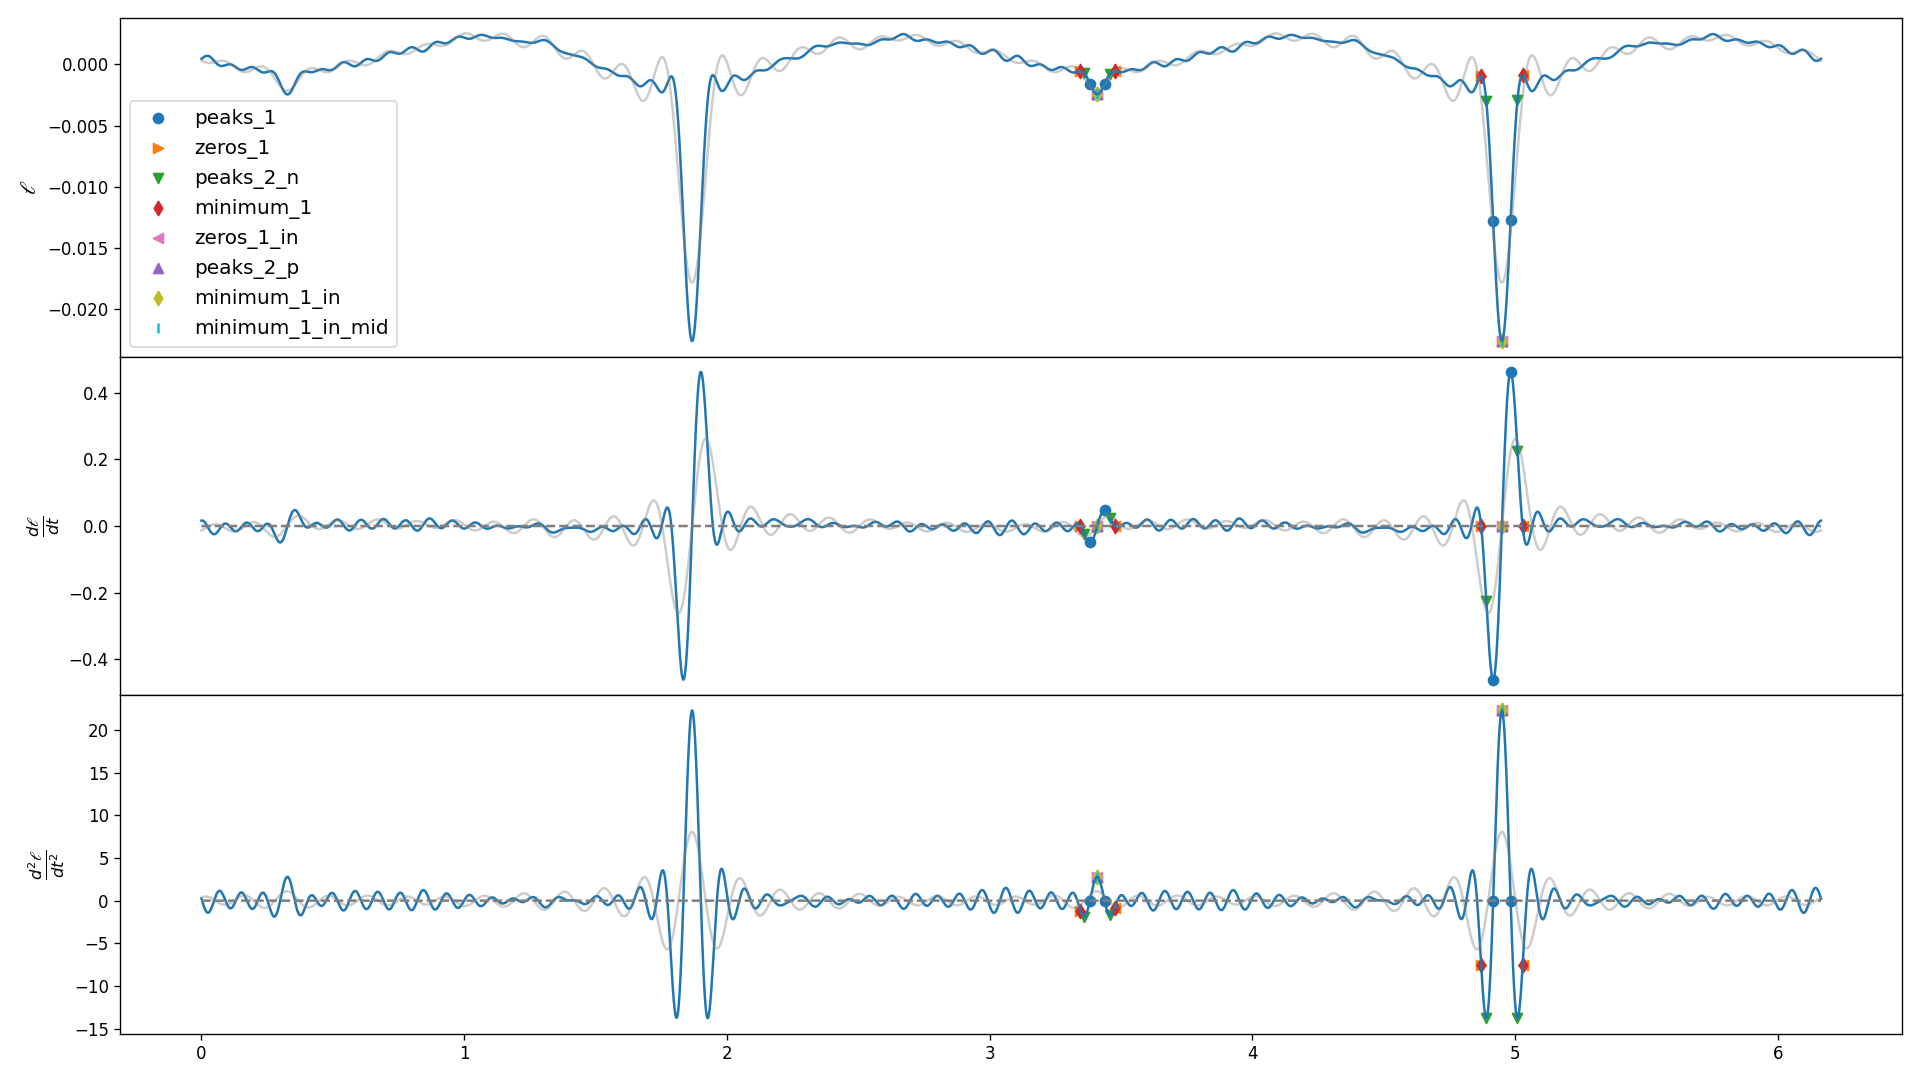 0.000
−0.005
−0.010
−0.015
−0.020
ℓ
peaks_1
zeros_1
peaks_2_n
minimum_1
zeros_1_in
peaks_2_p
minimum_1_in
minimum_1_in_mid
0.4
0.2
0.0
−0.2
−0.4
dℓ
dt
20
15
10
5
0
−5
−10
−15
d²ℓ
dt²
0 1 2 3 4 5 6